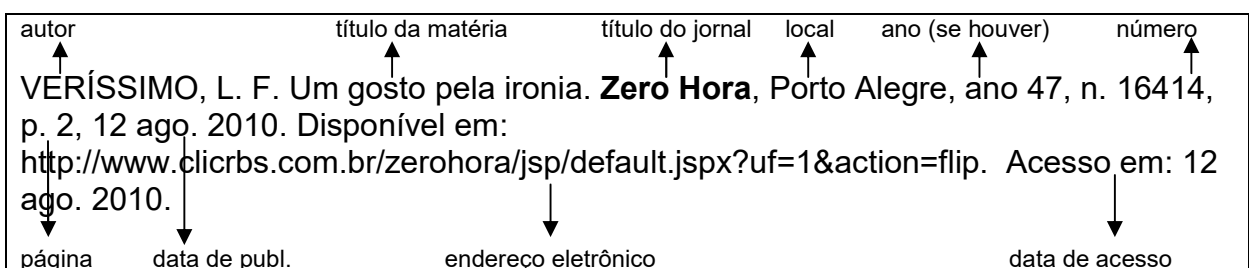 autor título da matéria título do jornal local ano (se houver) número
VERÍSSIMO, L. F. Um gosto pela ironia. Zero Hora, Porto Alegre, ano 47, n. 16414,
p. 2, 12 ago. 2010. Disponível em:
http://www.clicrbs.com.br/zerohora/jsp/default.jspx?uf=1&action=flip. Acesso em: 12
ago. 2010.
página data de publ. endereço eletrônico data de acesso